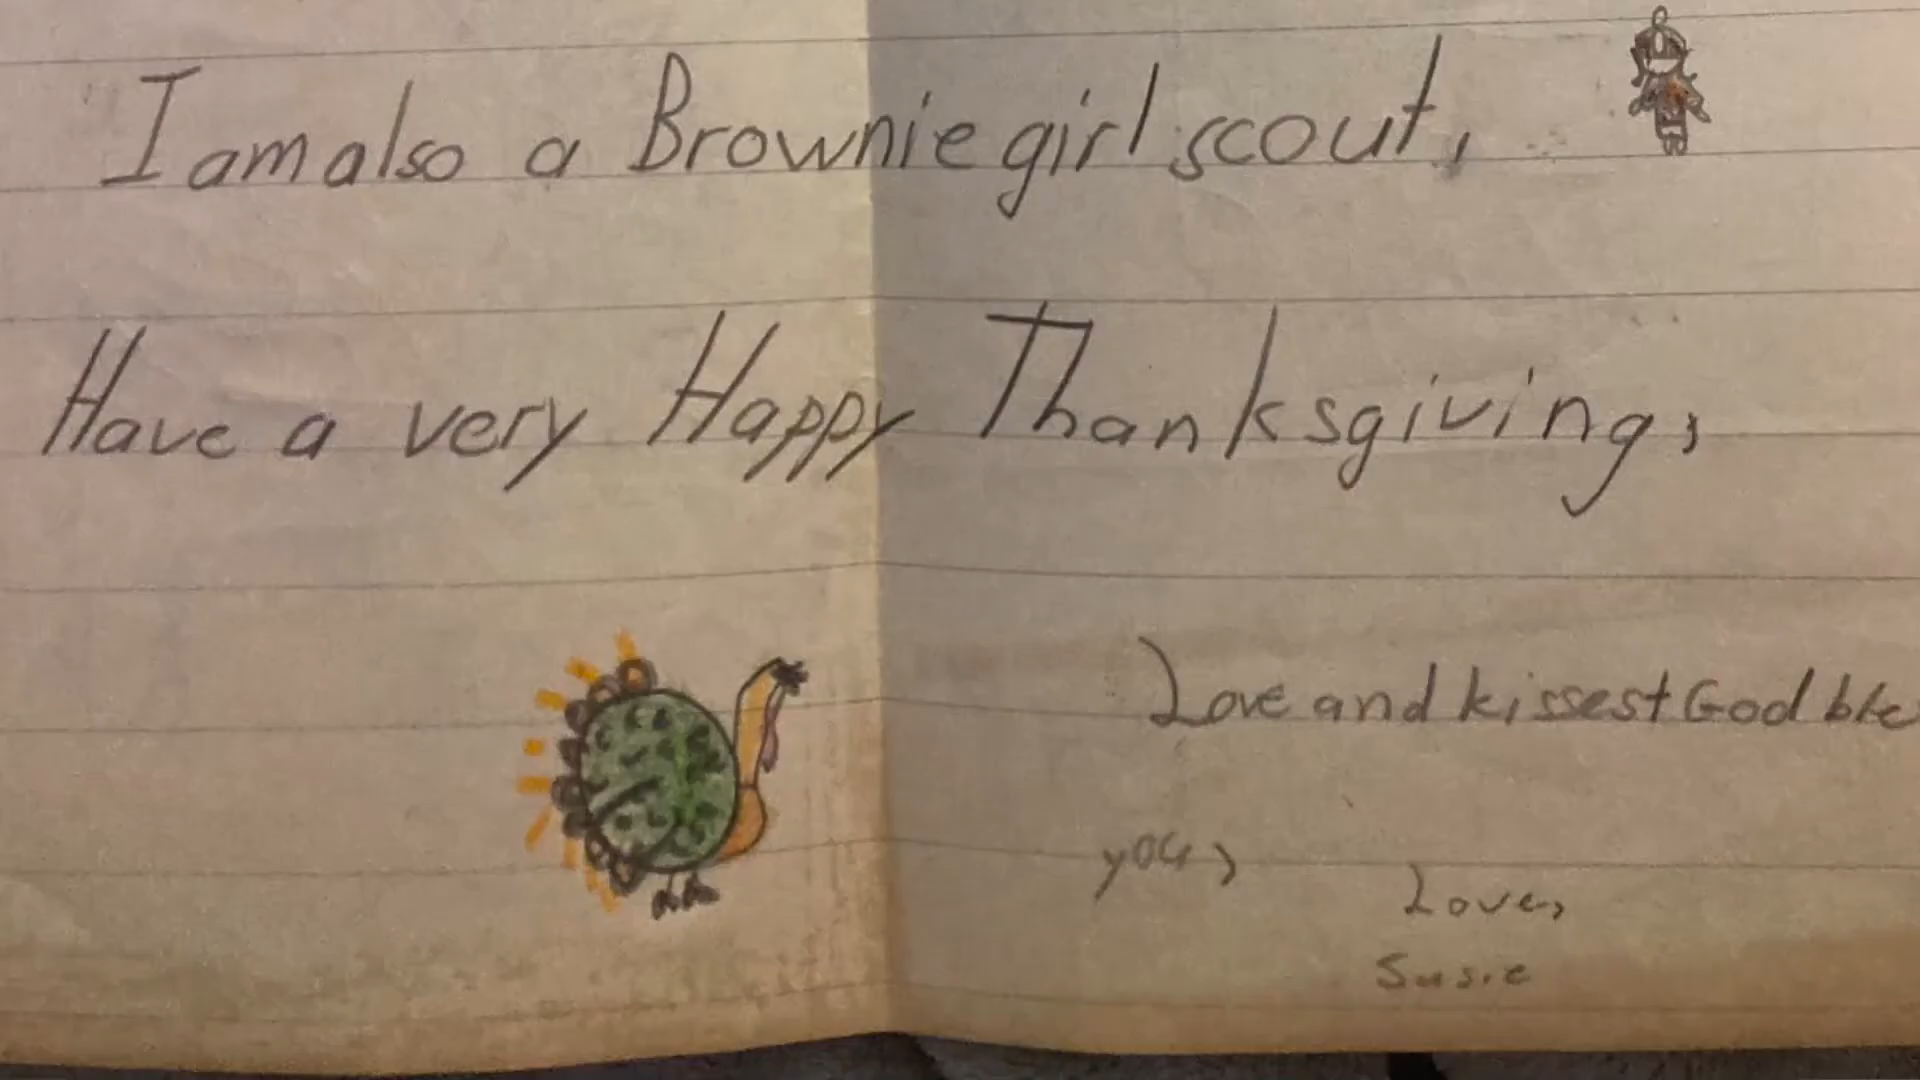 I am also a Brownie girl scout,
Have a very Happy Thanksgiving,
Love and kissest God ble
you,
Love,
Susie